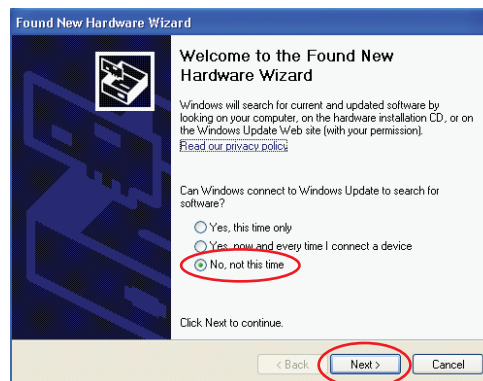 Found New Hardware Wizard
Welcome to the Found New
Hardware Wizard
Windows will search for current and updated software by
looking on your computer, on the hardware installation CD, or on
the Windows Update Web site (with your permission).
Read our privacy policy
Can Windows connect to Windows Update to search for
software?
Yes, this time only
Yes, now and every time I connect a device
No, not this time
Click Next to continue.
< Back
Next >
Cancel